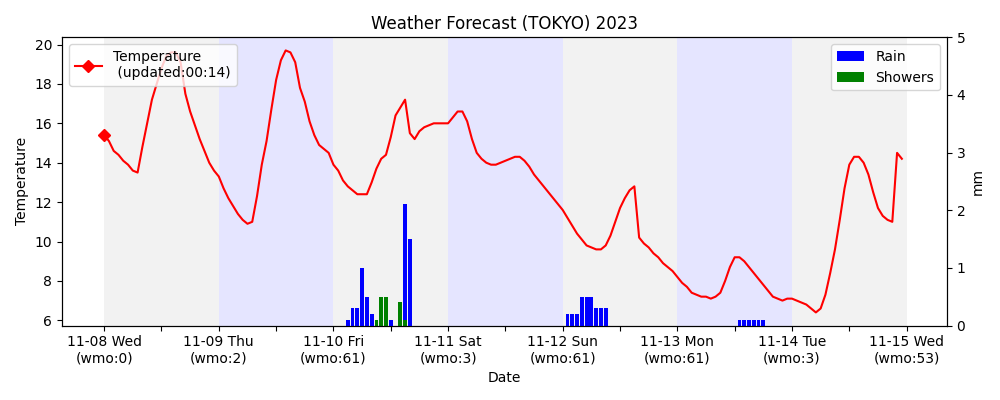 Weather Forecast (TOKYO) 2023
Temperature
(updated:00:14)
Rain
Showers
Temperature
20
18
16
14
12
10
8
6
5
4
3
2
1
0
mm
11-08 Wed
(wmo:0)
11-09 Thu
(wmo:2)
11-10 Fri
(wmo:61)
11-11 Sat
(wmo:3)
11-12 Sun
(wmo:61)
11-13 Mon
(wmo:61)
11-14 Tue
(wmo:3)
11-15 Wed
(wmo:53)
Date